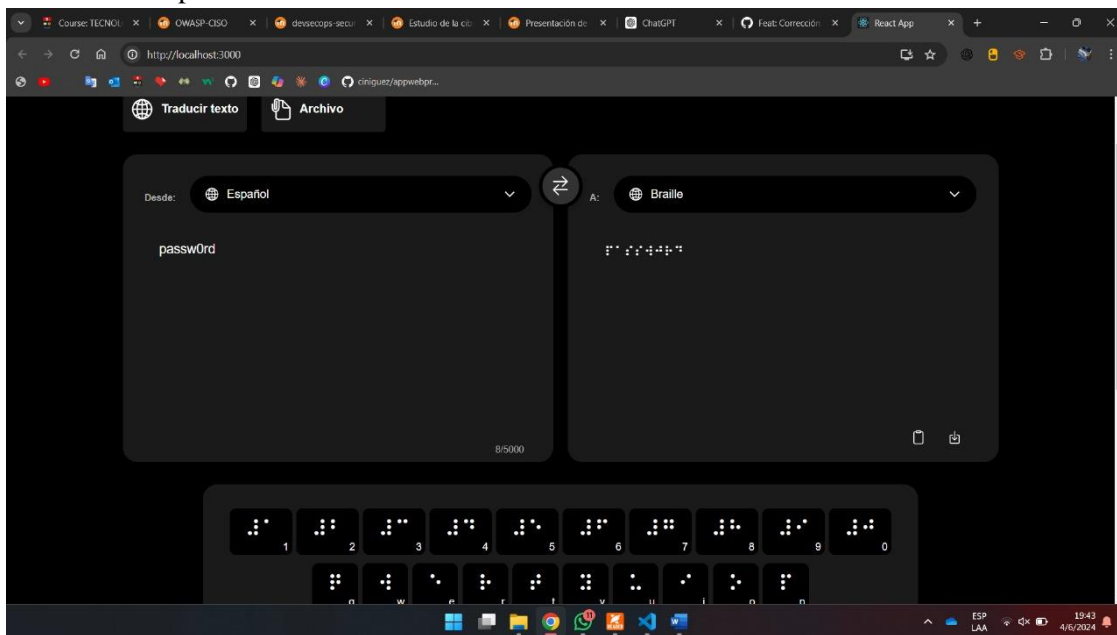 Course: TECNOL
OWASP-CISO
devsecops-secur
Estudio de la cib
Presentación de
ChatGPT
Feat: Corrección
React App
http://localhost:3000
ciniguez/appwebpr...
Traducir texto
Archivo
Desde:
Español
A:
Braille
passw0rd
⠏⠁⠎⠎⠺⠚⠗⠙
8/5000
⠼⠁ 1 ⠼⠃ 2 ⠼⠉ 3 ⠼⠙ 4 ⠼⠑ 5 ⠼⠋ 6 ⠼⠛ 7 ⠼⠓ 8 ⠼⠊ 9 ⠼⠚ 0
⠟ q ⠺ w ⠑ e ⠗ r ⠞ t ⠽ y ⠥ u ⠊ i ⠕ o ⠏ p
11
ESP
LAA
19:43
4/6/2024